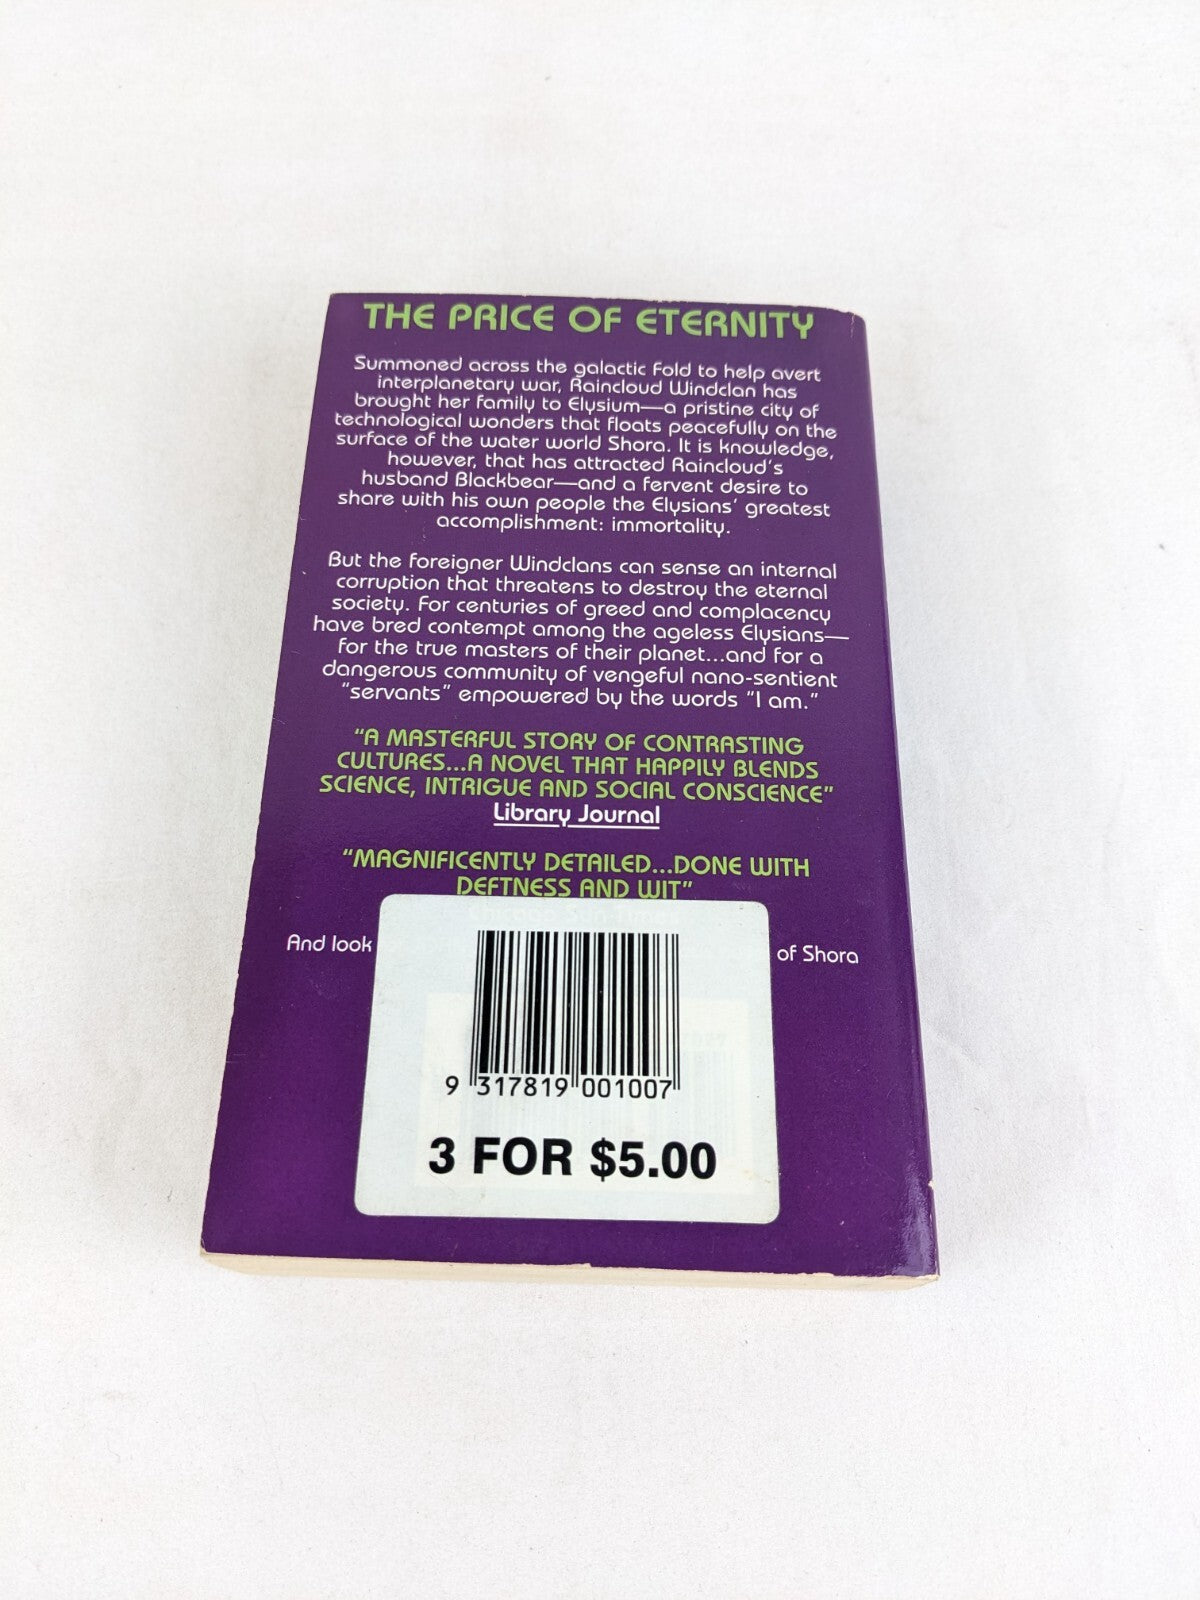 THE PRICE OF ETERNITY
Summoned across the galactic Fold to help avert
interplanetary war, Raincloud Windclan has
brought her family to Elysium—a pristine city of
technological wonders that floats peacefully on the
surface of the water world Shora. It is knowledge,
however, that has attracted Raincloud's
husband Blackbear—and a fervent desire to
share with his own people the Elysians' greatest
accomplishment: immortality.
But the foreigner Windclans can sense an internal
corruption that threatens to destroy the eternal
society. For centuries of greed and complacency
have bred contempt among the ageless Elysians—
for the true masters of their planet...and for a
dangerous community of vengeful nano-sentient
"servants" empowered by the words "I am."
"A MASTERFUL STORY OF CONTRASTING
CULTURES...A NOVEL THAT HAPPILY BLENDS
SCIENCE, INTRIGUE AND SOCIAL CONSCIENCE"
Library Journal
"MAGNIFICENTLY DETAILED...DONE WITH
DEFTNESS AND WIT"
Chicago Sun-Times
And look of Shora
9 317819 001007
3 FOR $5.00